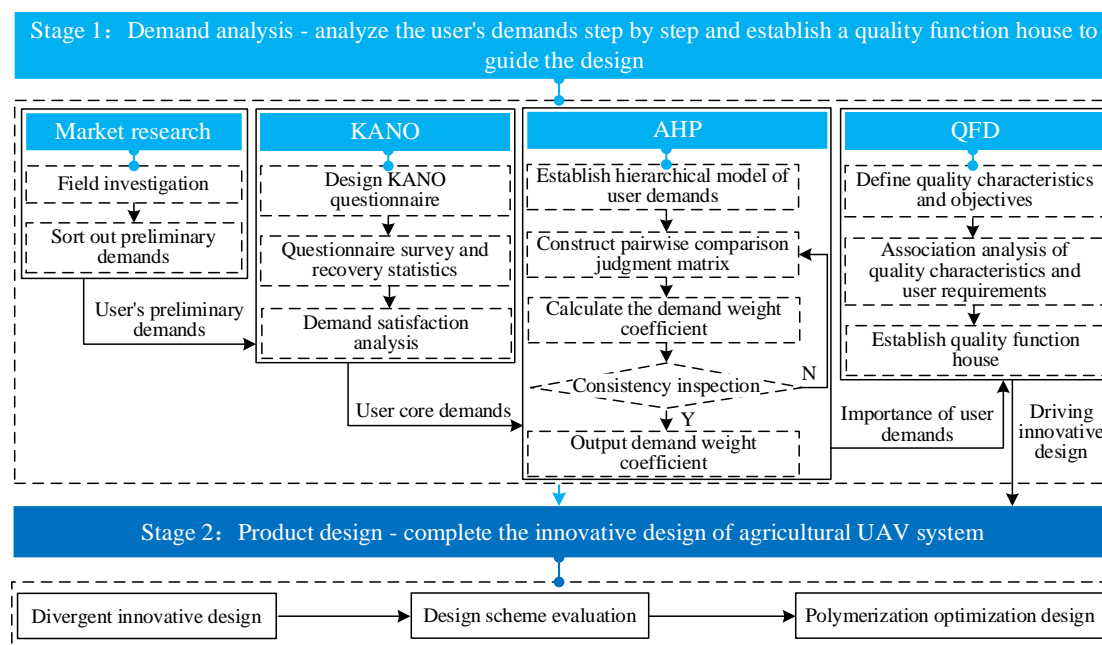 Stage 1：Demand analysis - analyze the user's demands step by step and establish a quality function house to
guide the design
Market research
Field investigation
Sort out preliminary
demands
User's preliminary
demands
KANO
Design KANO
questionnaire
Questionnaire survey and
recovery statistics
Demand satisfaction
analysis
User core demands
AHP
Establish hierarchical model of
user demands
Construct pairwise comparison
judgment matrix
Calculate the demand weight
coefficient
Consistency inspection
N
Y
Output demand weight
coefficient
Importance of user
demands
QFD
Define quality characteristics
and objectives
Association analysis of
quality characteristics and
user requirements
Establish quality function
house
Driving
innovative
design
Stage 2：Product design - complete the innovative design of agricultural UAV system
Divergent innovative design
Design scheme evaluation
Polymerization optimization design